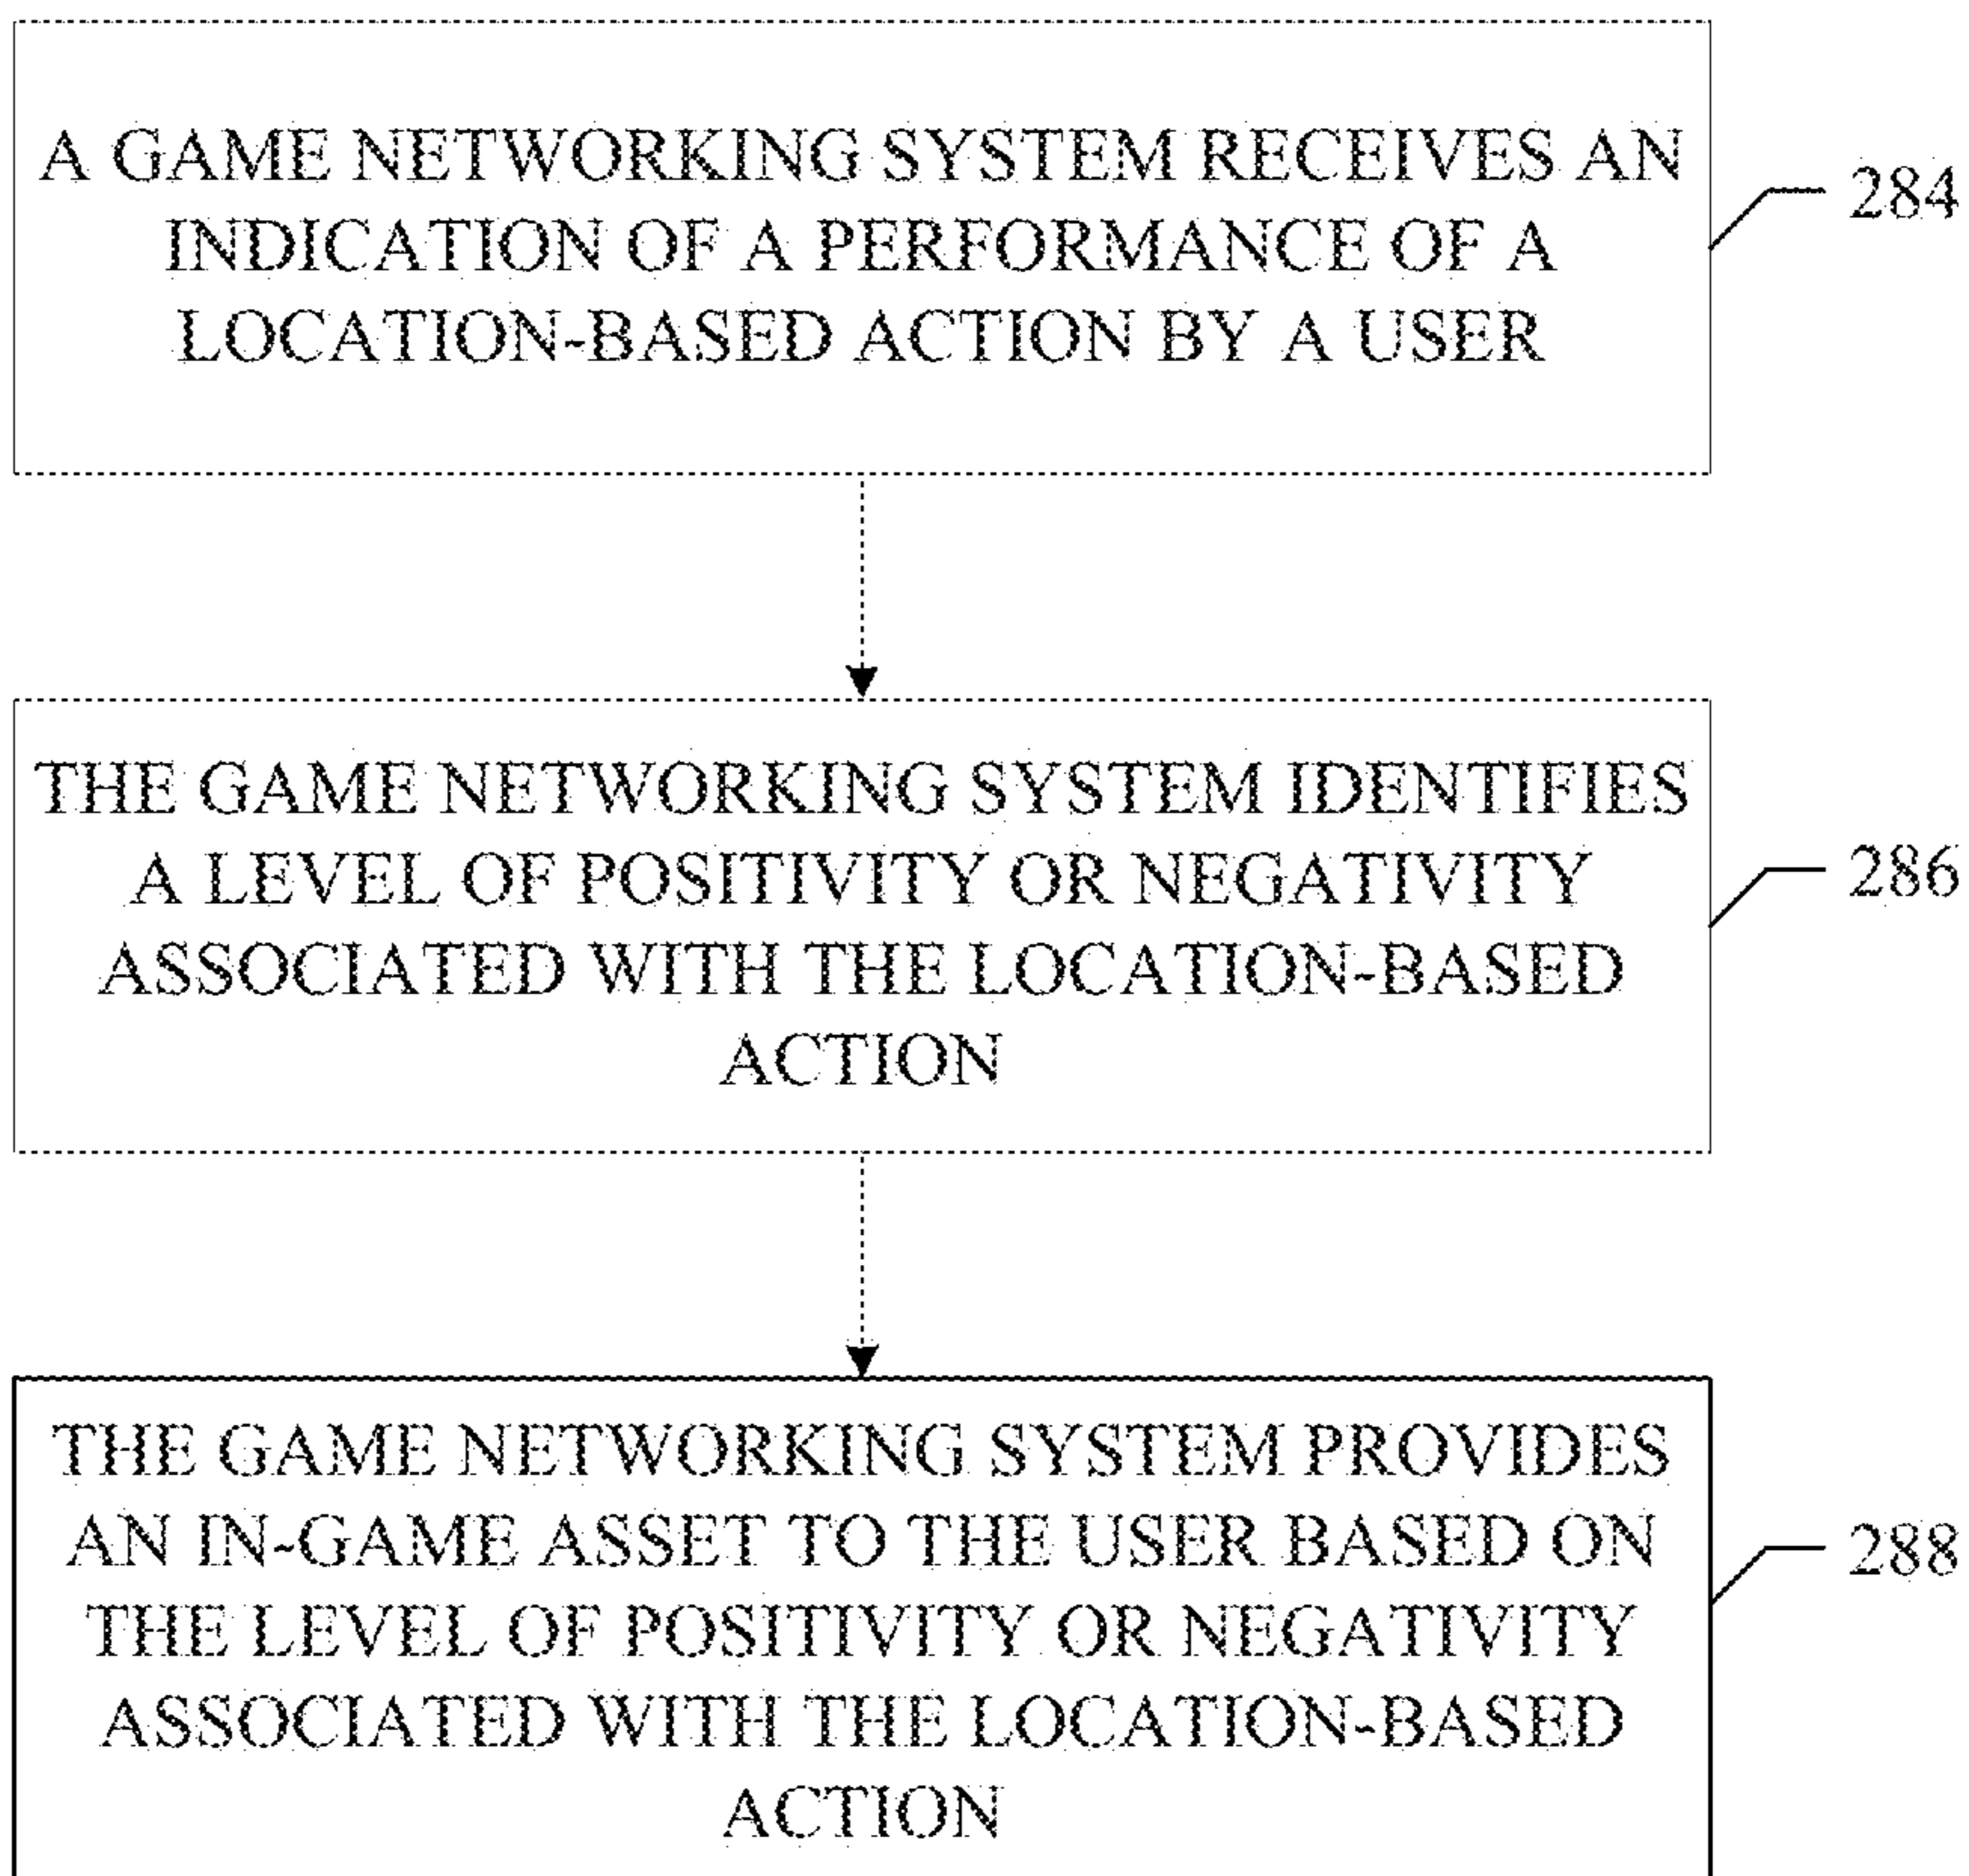 A GAME NETWORKING SYSTEM RECEIVES AN
INDICATION OF A PERFORMANCE OF A
LOCATION-BASED ACTION BY A USER
284
THE GAME NETWORKING SYSTEM IDENTIFIES
A LEVEL OF POSITIVITY OR NEGATIVITY
ASSOCIATED WITH THE LOCATION-BASED
ACTION
286
THE GAME NETWORKING SYSTEM PROVIDES
AN IN-GAME ASSET TO THE USER BASED ON
THE LEVEL OF POSITIVITY OR NEGATIVITY
ASSOCIATED WITH THE LOCATION-BASED
ACTION
288